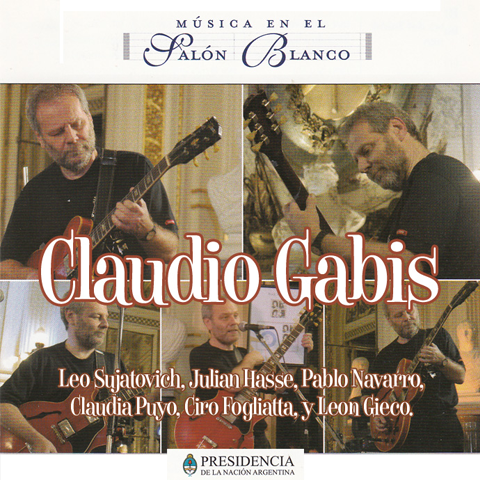 MÚSICA EN EL
SALÓN BLANCO
Claudio Gabis
Leo Sujatovich, Julian Hasse, Pablo Navarro,
Claudia Puyo, Ciro Fogliatta, y Leon Gieco.
PRESIDENCIA
DE LA NACIÓN ARGENTINA